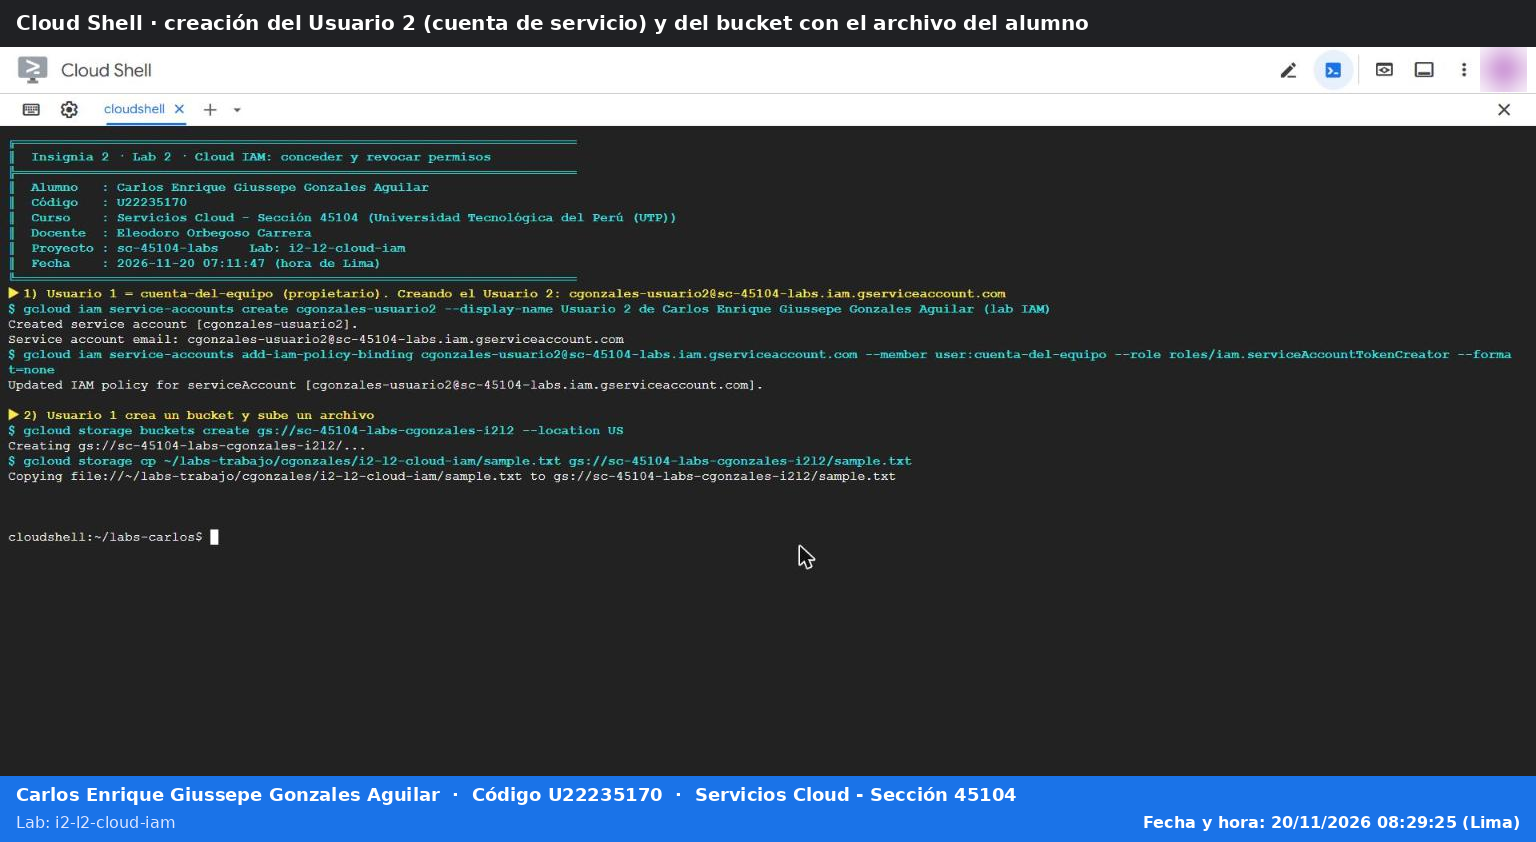 Cloud Shell · creación del Usuario 2 (cuenta de servicio) y del bucket con el archivo del alumno
Cloud Shell
cloudshell
Insignia 2 · Lab 2 · Cloud IAM: conceder y revocar permisos
Alumno : Carlos Enrique Giussepe Gonzales Aguilar
Código : U22235170
Curso : Servicios Cloud - Sección 45104 (Universidad Tecnológica del Perú (UTP))
Docente : Eleodoro Orbegoso Carrera
Proyecto : sc-45104-labs Lab: i2-l2-cloud-iam
Fecha : 2026-11-20 07:11:47 (hora de Lima)
▶ 1) Usuario 1 = cuenta-del-equipo (propietario). Creando el Usuario 2: cgonzales-usuario2@sc-45104-labs.iam.gserviceaccount.com
$ gcloud iam service-accounts create cgonzales-usuario2 --display-name Usuario 2 de Carlos Enrique Giussepe Gonzales Aguilar (lab IAM)
Created service account [cgonzales-usuario2].
Service account email: cgonzales-usuario2@sc-45104-labs.iam.gserviceaccount.com
$ gcloud iam service-accounts add-iam-policy-binding cgonzales-usuario2@sc-45104-labs.iam.gserviceaccount.com --member user:cuenta-del-equipo --role roles/iam.serviceAccountTokenCreator --forma
t=none
Updated IAM policy for serviceAccount [cgonzales-usuario2@sc-45104-labs.iam.gserviceaccount.com].
▶ 2) Usuario 1 crea un bucket y sube un archivo
$ gcloud storage buckets create gs://sc-45104-labs-cgonzales-i2l2 --location US
Creating gs://sc-45104-labs-cgonzales-i2l2/...
$ gcloud storage cp ~/labs-trabajo/cgonzales/i2-l2-cloud-iam/sample.txt gs://sc-45104-labs-cgonzales-i2l2/sample.txt
Copying file://~/labs-trabajo/cgonzales/i2-l2-cloud-iam/sample.txt to gs://sc-45104-labs-cgonzales-i2l2/sample.txt
cloudshell:~/labs-carlos$
Carlos Enrique Giussepe Gonzales Aguilar · Código U22235170 · Servicios Cloud - Sección 45104
Lab: i2-l2-cloud-iam
Fecha y hora: 20/11/2026 08:29:25 (Lima)